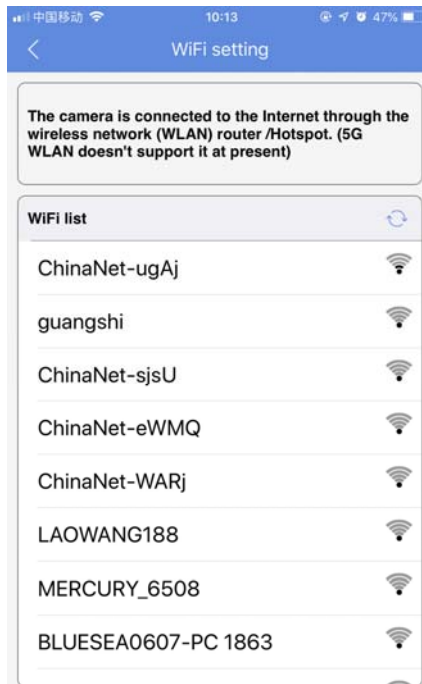 中国移动 10:13 47%
WiFi setting
The camera is connected to the Internet through the
wireless network (WLAN) router /Hotspot. (5G
WLAN doesn't support it at present)
WiFi list
ChinaNet-ugAj
guangshi
ChinaNet-sjsU
ChinaNet-eWMQ
ChinaNet-WARj
LAOWANG188
MERCURY_6508
BLUESEA0607-PC 1863